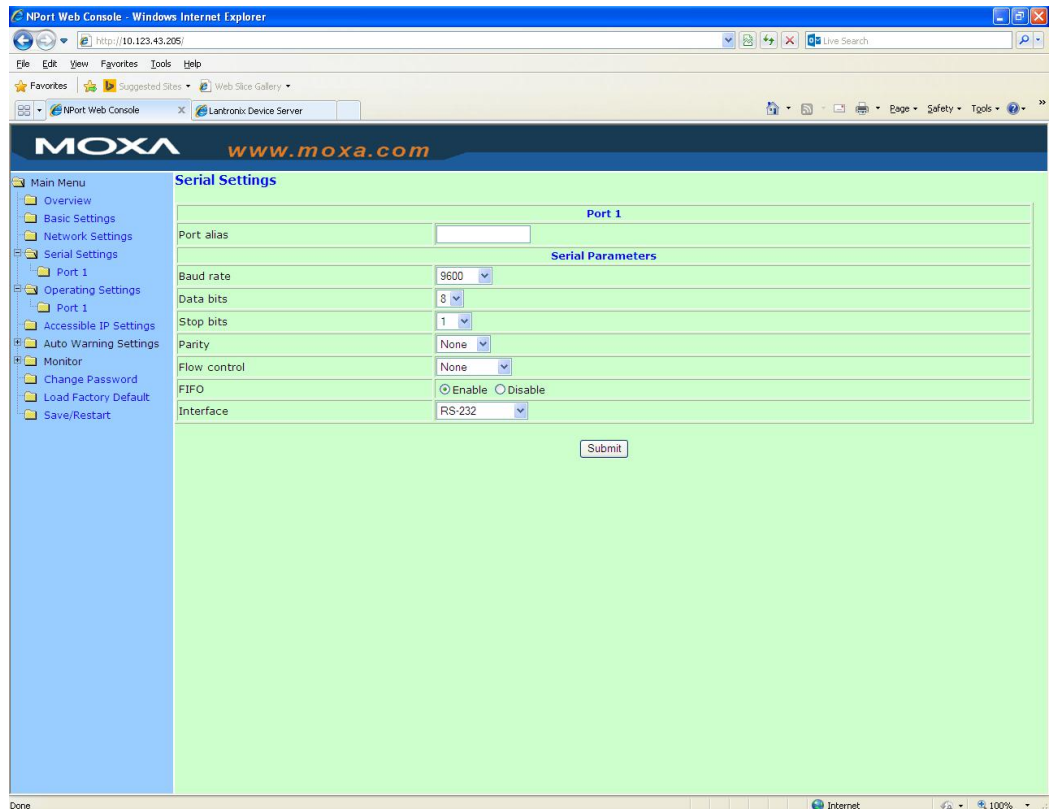 NPort Web Console - Windows Internet Explorer
http://10.123.43.205/
Live Search
File Edit View Favorites Tools Help
Favorites Suggested Sites Web Slice Gallery
NPort Web Console Lantronix Device Server Page Safety Tools »
MOXA www.moxa.com
Main Menu
Overview
Basic Settings
Network Settings
Serial Settings
Port 1
Operating Settings
Port 1
Accessible IP Settings
Auto Warning Settings
Monitor
Change Password
Load Factory Default
Save/Restart
Serial Settings
Port 1
Port alias
Serial Parameters
Baud rate 9600
Data bits 8
Stop bits 1
Parity None
Flow control None
FIFO Enable Disable
Interface RS-232
Submit
Done Internet 100%